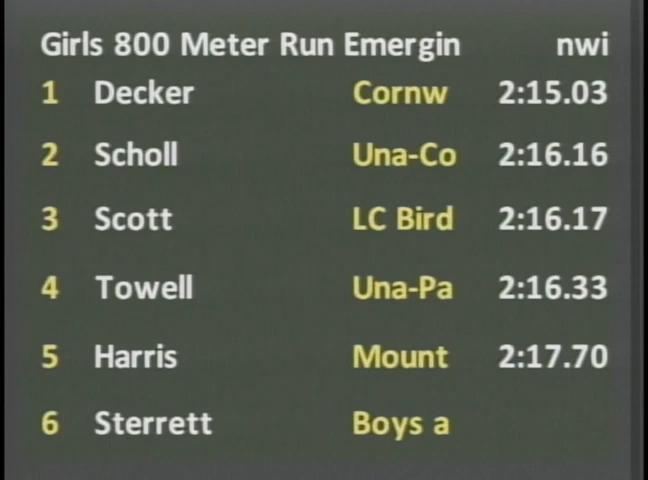 Girls 800 Meter Run Emergin nwi
1 Decker Cornw 2:15.03
2 Scholl Una-Co 2:16.16
3 Scott LC Bird 2:16.17
4 Towell Una-Pa 2:16.33
5 Harris Mount 2:17.70
6 Sterrett Boys a